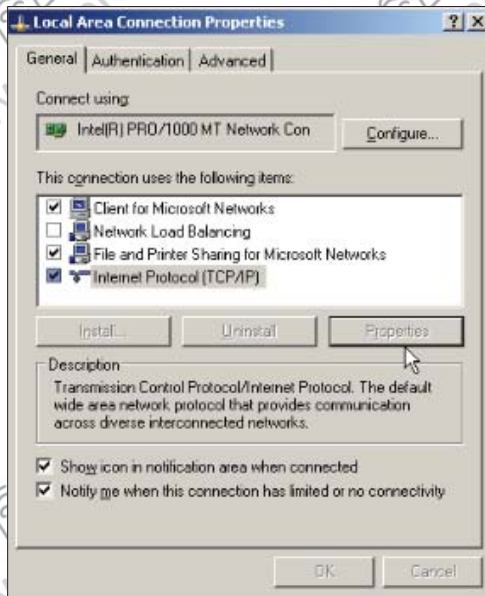 Local Area Connection Properties
General
Authentication
Advanced
Connect using:
Intel(R) PRO/1000 MT Network Con
Configure...
This connection uses the following items:
Client for Microsoft Networks
Network Load Balancing
File and Printer Sharing for Microsoft Networks
Internet Protocol (TCP/IP)
Install...
Uninstall
Properties
Description
Transmission Control Protocol/Internet Protocol. The default
wide area network protocol that provides communication
across diverse interconnected networks.
Show icon in notification area when connected
Notify me when this connection has limited or no connectivity
OK
Cancel